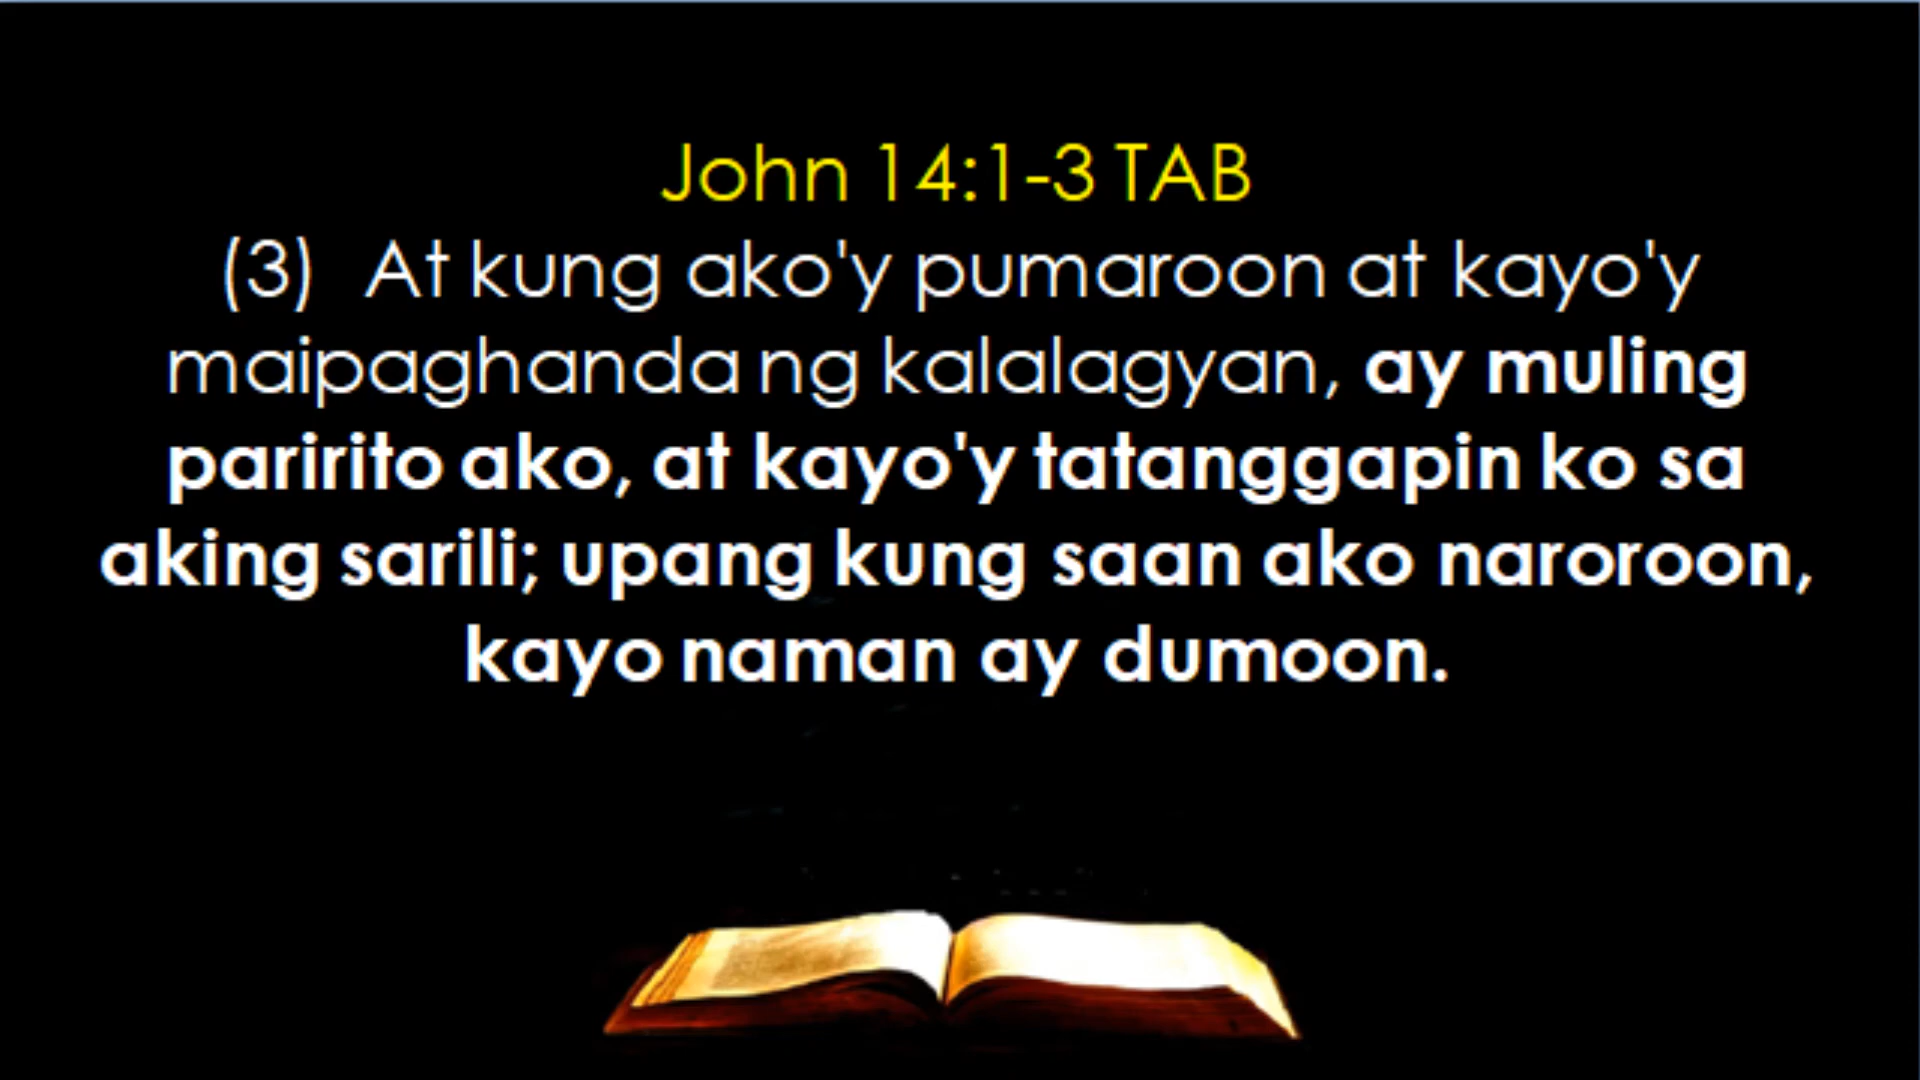 John 14:1-3 TAB
(3) At kung ako'y pumaroon at kayo'y
maipaghanda ng kalalagyan, ay muling
paririto ako, at kayo'y tatanggapin ko sa
aking sarili; upang kung saan ako naroroon,
kayo naman ay dumoon.